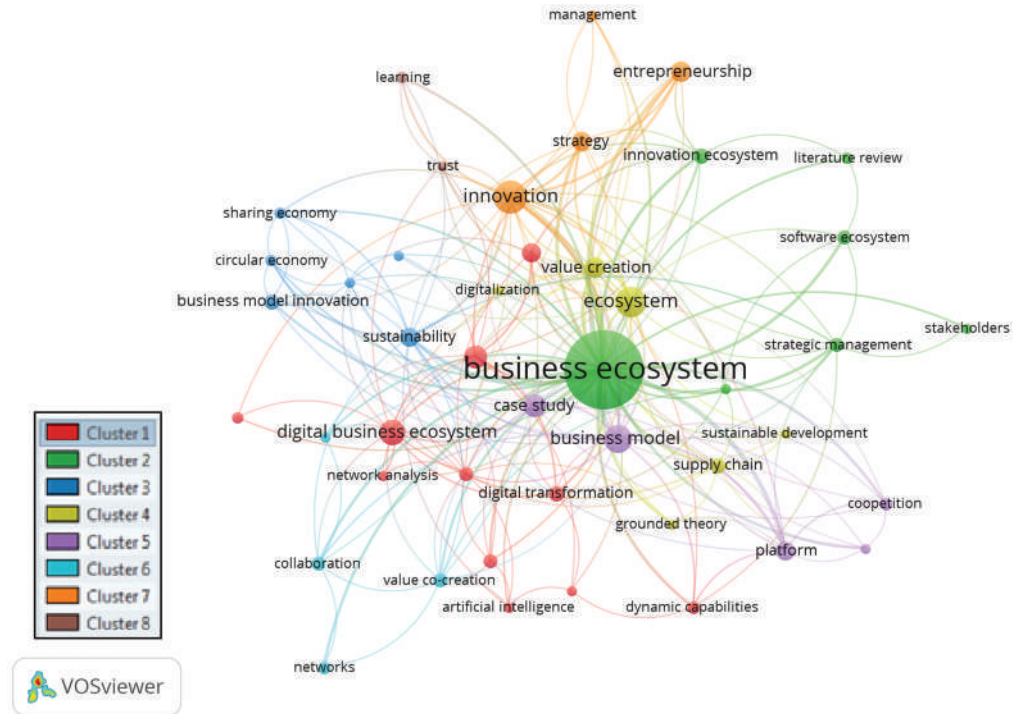 management
entrepreneurship
learning
strategy
innovation ecosystem
literature review
trust
innovation
sharing economy
software ecosystem
circular economy
value creation
digitalization
business model innovation
ecosystem
stakeholders
sustainability
strategic management
business ecosystem
case study
digital business ecosystem
business model
sustainable development
supply chain
network analysis
digital transformation
coopetition
grounded theory
platform
collaboration
value co-creation
artificial intelligence
dynamic capabilities
networks
Cluster 1
Cluster 2
Cluster 3
Cluster 4
Cluster 5
Cluster 6
Cluster 7
Cluster 8
VOSviewer